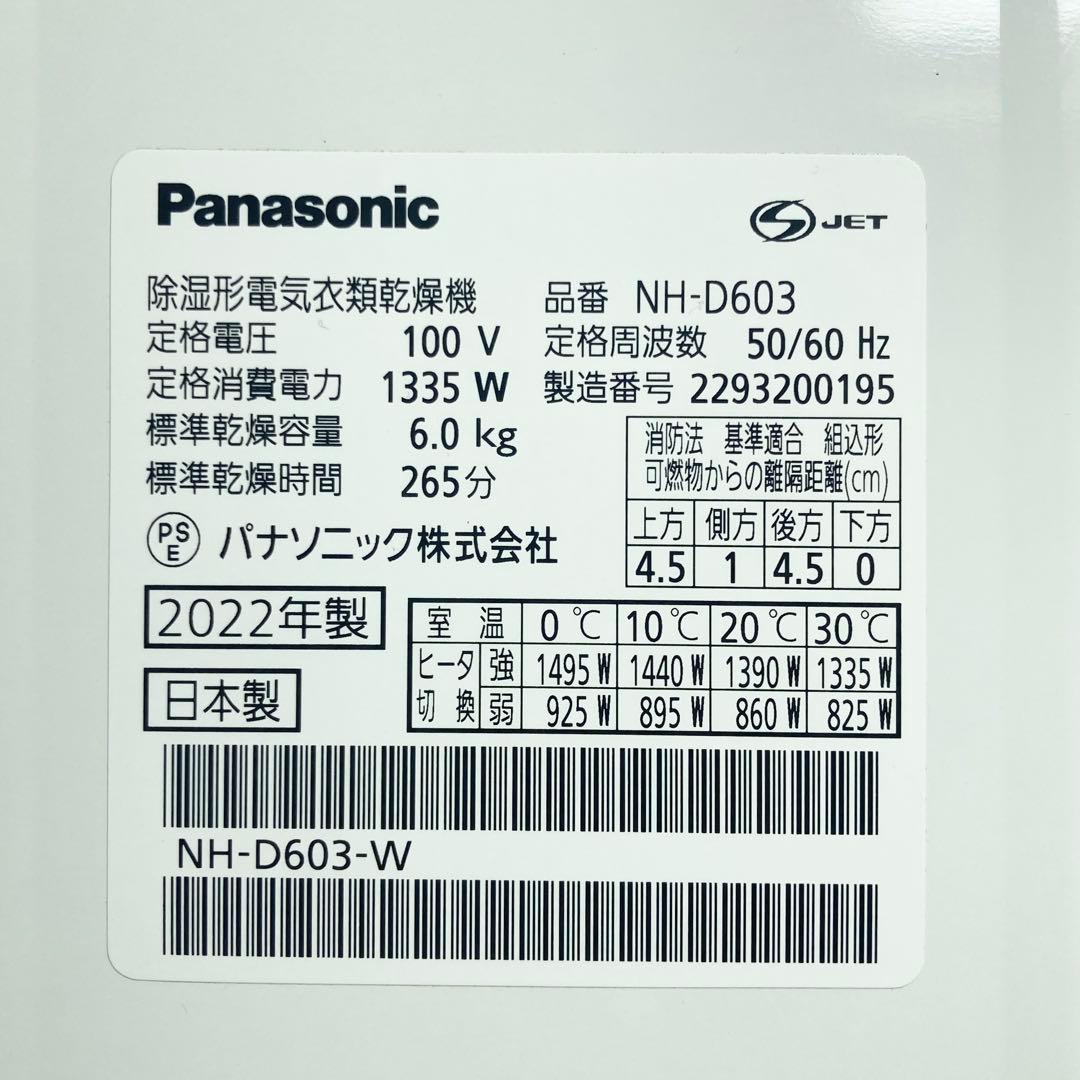 Panasonic
S JET
除湿形電気衣類乾燥機 品番 NH-D603
定格電圧 100 V 定格周波数 50/60 Hz
定格消費電力 1335 W 製造番号 2293200195
標準乾燥容量 6.0 kg
標準乾燥時間 265分
消防法 基準適合 組込形
可燃物からの離隔距離(cm)
上方 側方 後方 下方
4.5 1 4.5 0
PSE パナソニック株式会社
2022年製
日本製
室温 0℃ 10℃ 20℃ 30℃
ヒータ切換 強 1495 W 1440 W 1390 W 1335 W
弱 925 W 895 W 860 W 825 W
NH-D603-W